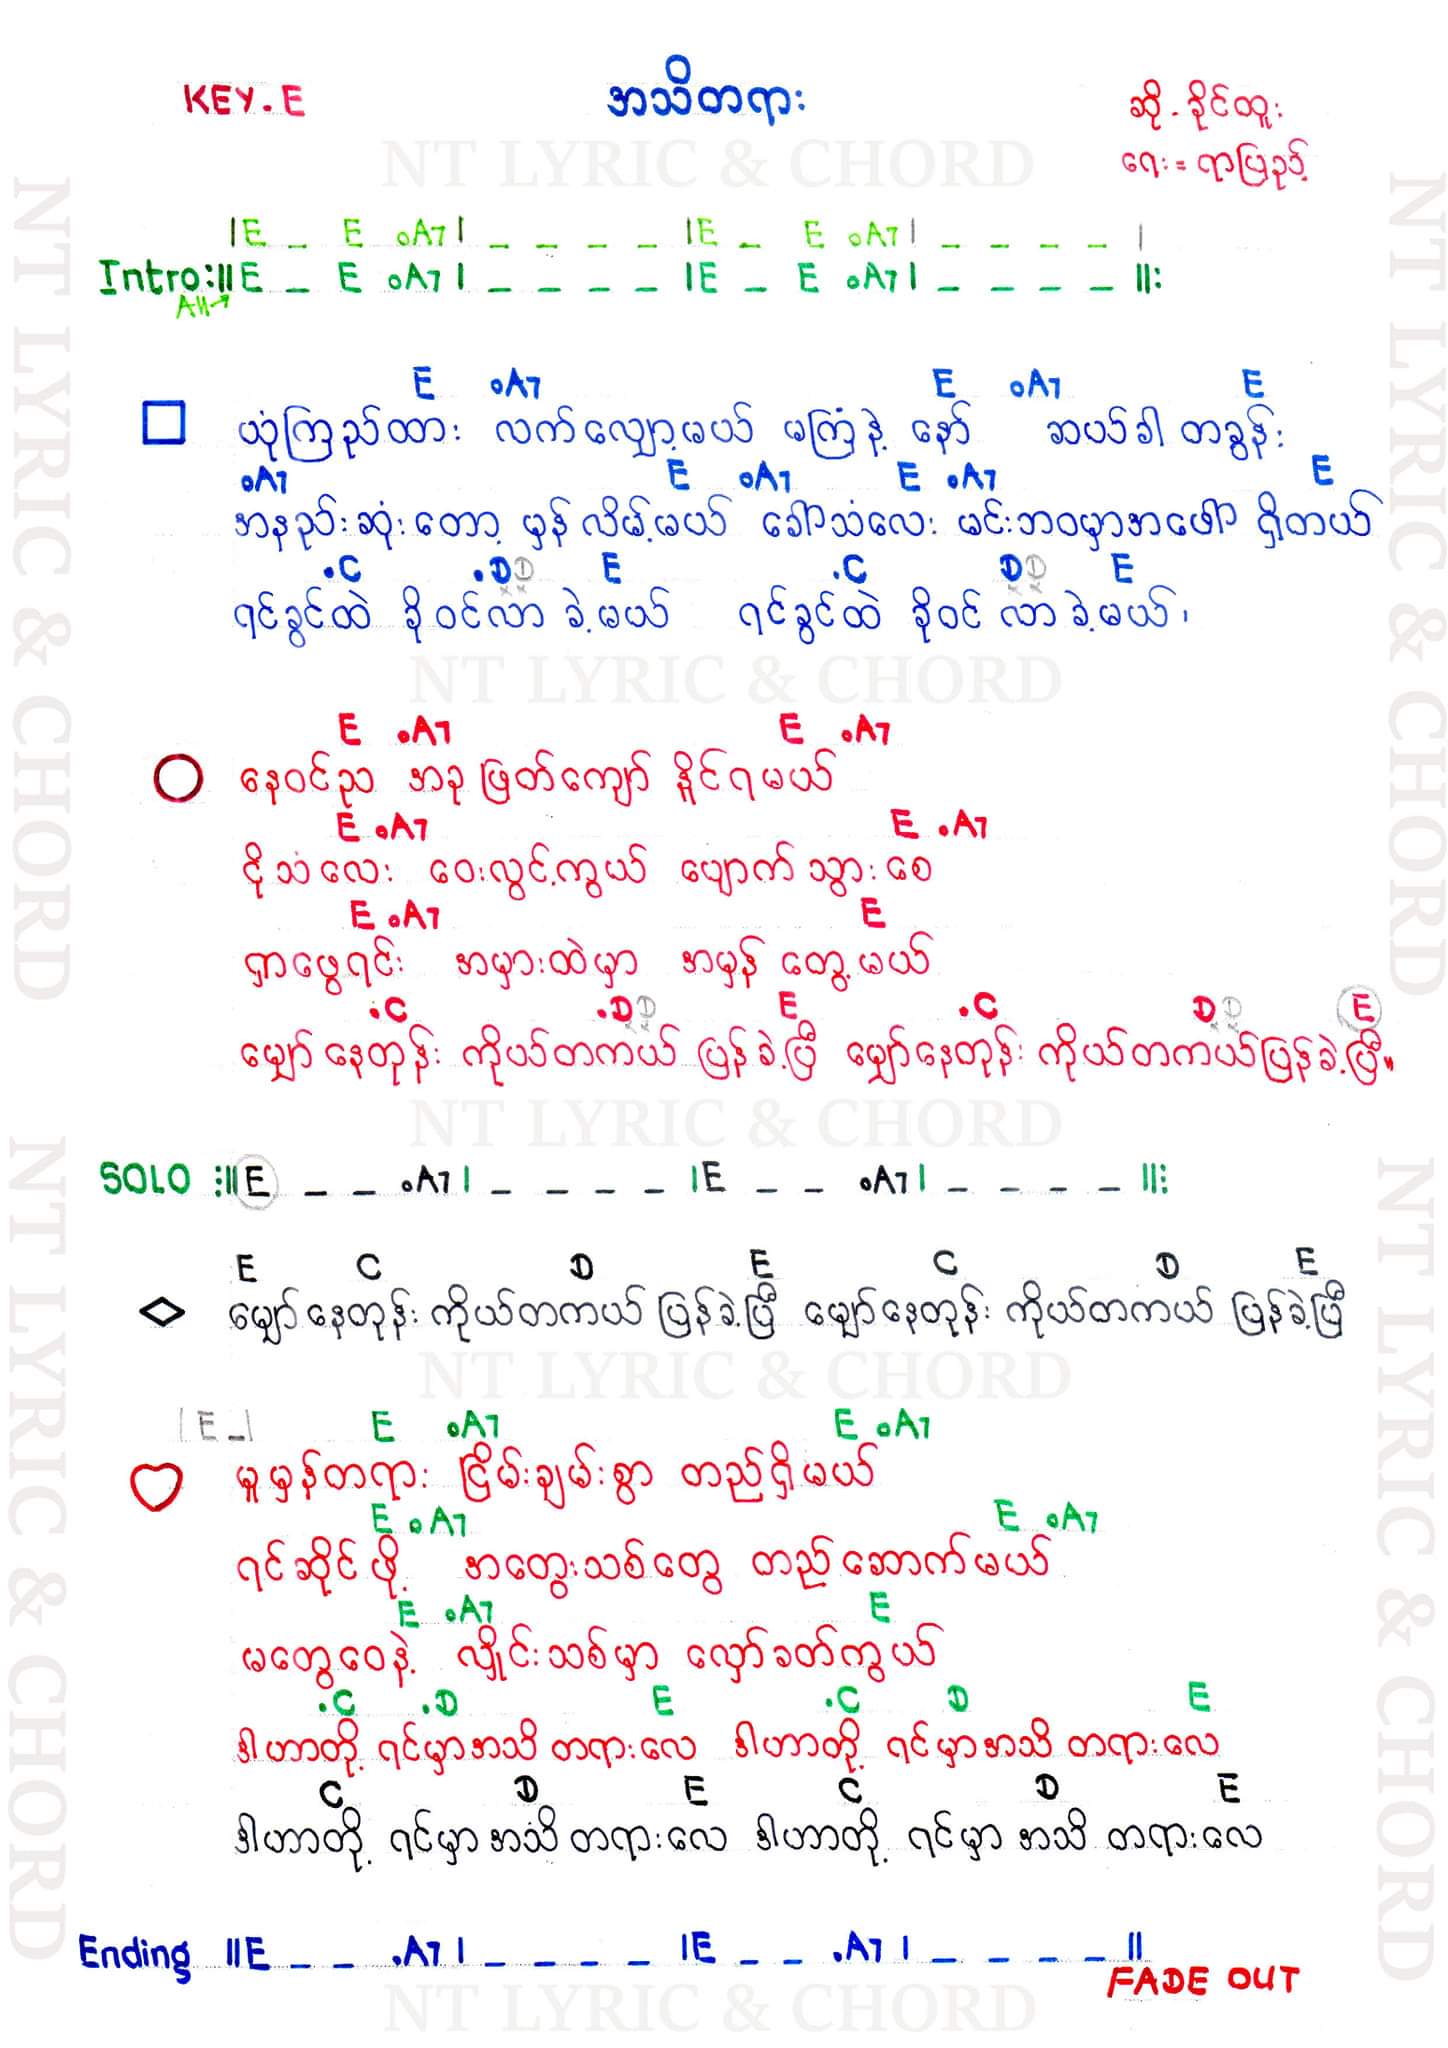 KEY. E
အသိတရား
ဆို - ခိုင်ထူး
ရေး = ရာပြည့်
NT LYRIC & CHORD
|E _ E .A7 | _ _ _ _ |E _ E .A7 | _ _ _ _ |
Intro :||E _ E .A7 | _ _ _ _ |E _ E .A7 | _ _ _ _ ||:
All→
E .A7 E .A7 E
ယုံကြည်ထား လက်လျှော့မယ် မကြံနဲ့ နော် ဆယ်ခါ တခွန်း
.A7 E .A7 E .A7 E
အနည်းဆုံးတော့ မှန်လိမ့်မယ် ခေါ်သံလေး မင်းဘဝမှာအဖော် ရှိတယ်
.C .D D E .C D D E
ရင်ခွင်ထဲ ခိုဝင်လာခဲ့မယ် ရင်ခွင်ထဲ ခိုဝင်လာခဲ့မယ်၊
NT LYRIC & CHORD
E .A7 E .A7
နေဝင်ည အခု ဖြတ်ကျော် နိူင်ရမယ်
E .A7 E .A7
ငိုသံလေး ဝေးလွင့်ကွယ် ပျောက်သွားစေ
E .A7 E
ရှာဖွေရင်း အမှားထဲမှာ အမှန်တွေ့မယ်
.C .D D E .C D D E
မျှော်နေတုန်း ကိုယ်တကယ် ပြန်ခဲ့ပြီ မျှော်နေတုန်း ကိုယ်တကယ်ပြန်ခဲ့ပြီ။
NT LYRIC & CHORD
SOLO :||E _ _ .A7 | _ _ _ _ |E _ _ .A7 | _ _ _ _ ||:
E C D E C D E
မျှော်နေတုန်း ကိုယ်တကယ် ပြန်ခဲ့ပြီ မျှော်နေတုန်း ကိုယ်တကယ် ပြန်ခဲ့ပြီ
NT LYRIC & CHORD
| E _ | E .A7 E .A7
မူမှန်တရား ငြိမ်းချမ်းစွာ တည်ရှိမယ်
E .A7 E .A7
ရင်ဆိုင်ဖို့ အတွေးသစ်တွေ တည်ဆောက်မယ်
E .A7 E
မတွေဝေနဲ့ လှိုင်းသစ်မှာ လှော်ခတ်ကွယ်
.C .D E .C D E
ဒါဟာတို့ ရင်မှာအသိတရားလေ ဒါဟာတို့ ရင်မှာအသိတရားလေ
C D E C D E
ဒါဟာတို့ ရင်မှာအသိတရားလေ ဒါဟာတို့ ရင်မှာ အသိတရားလေ
Ending ||E _ _ .A7 | _ _ _ _ |E _ _ .A7 | _ _ _ _ ||
FADE OUT
NT LYRIC & CHORD
NT LYRIC & CHORD
NT LYRIC & CHORD
NT LYRIC & CHORD
NT LYRIC & CHORD